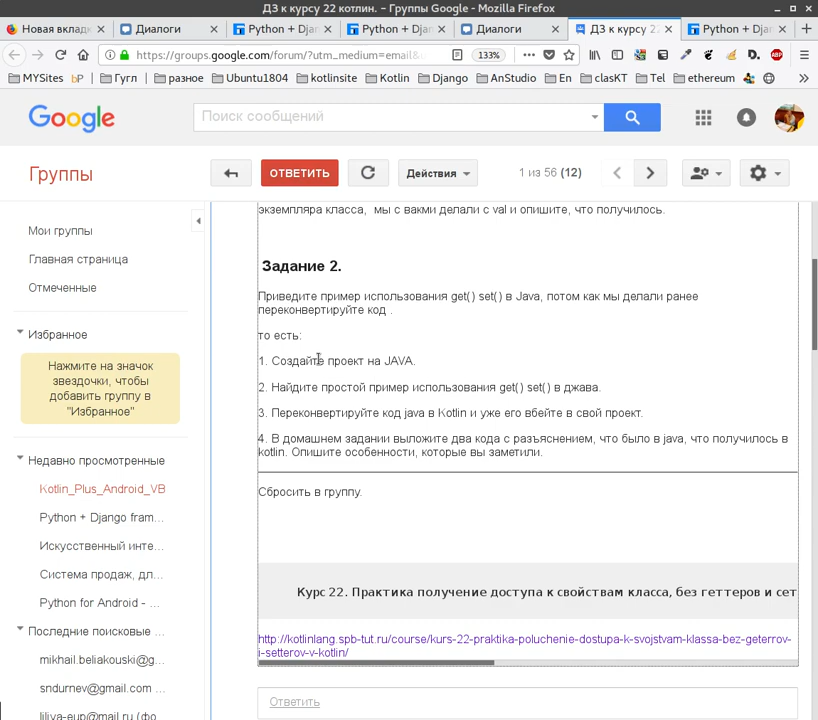 ДЗ к курсу 22 котлин. – Группы Google – Mozilla Firefox
Новая вклад
Диалоги
Python + Dja
Python + Djan
Диалоги
ДЗ к курсу 2
Python + Djan
https://groups.google.com/forum/?utm_medium=email&
133%
MYSites
Гугл
разное
Ubuntu1804
kotlinsite
Kotlin
Django
AnStudio
En
clasKT
Tel
ethereum
Google
Поиск сообщений
Группы
ОТВЕТИТЬ
Действия
1 из 56 (12)
Мои группы
Главная страница
Отмеченные
Избранное
Нажмите на значок
звездочки, чтобы
добавить группу в
"Избранное"
Недавно просмотренные
Kotlin_Plus_Android_VB
Python + Django fram…
Искусственный инте…
Система продаж, дл…
Python for Android - …
Последние поисковые …
mikhail.beliakouski@g…
sndurnev@gmail.com …
liliya-eup@mail.ru (фо
экземпляра класса, мы с вакми делали с val и опишите, что получилось.
Задание 2.
Приведите пример использования get() set() в Java, потом как мы делали ранее
переконвертируйте код .
то есть:
1. Создайте проект на JAVA.
2. Найдите простой пример использования get() set() в джава.
3. Переконвертируйте код java в Kotlin и уже его вбейте в свой проект.
4. В домашнем задании выложите два кода с разъяснением, что было в java, что получилось в
kotlin. Опишите особенности, которые вы заметили.
Сбросить в группу.
Курс 22. Практика получение доступа к свойствам класса, без геттеров и сет
http://kotlinlang.spb-tut.ru/course/kurs-22-praktika-poluchenie-dostupa-k-svojstvam-klassa-bez-geterrov-
i-setterov-v-kotlin/
Ответить